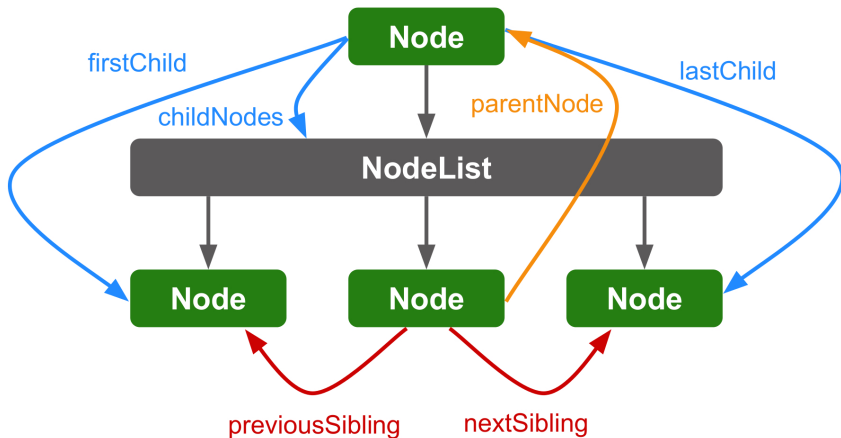 Node
firstChild
lastChild
childNodes
parentNode
NodeList
Node
Node
Node
previousSibling
nextSibling